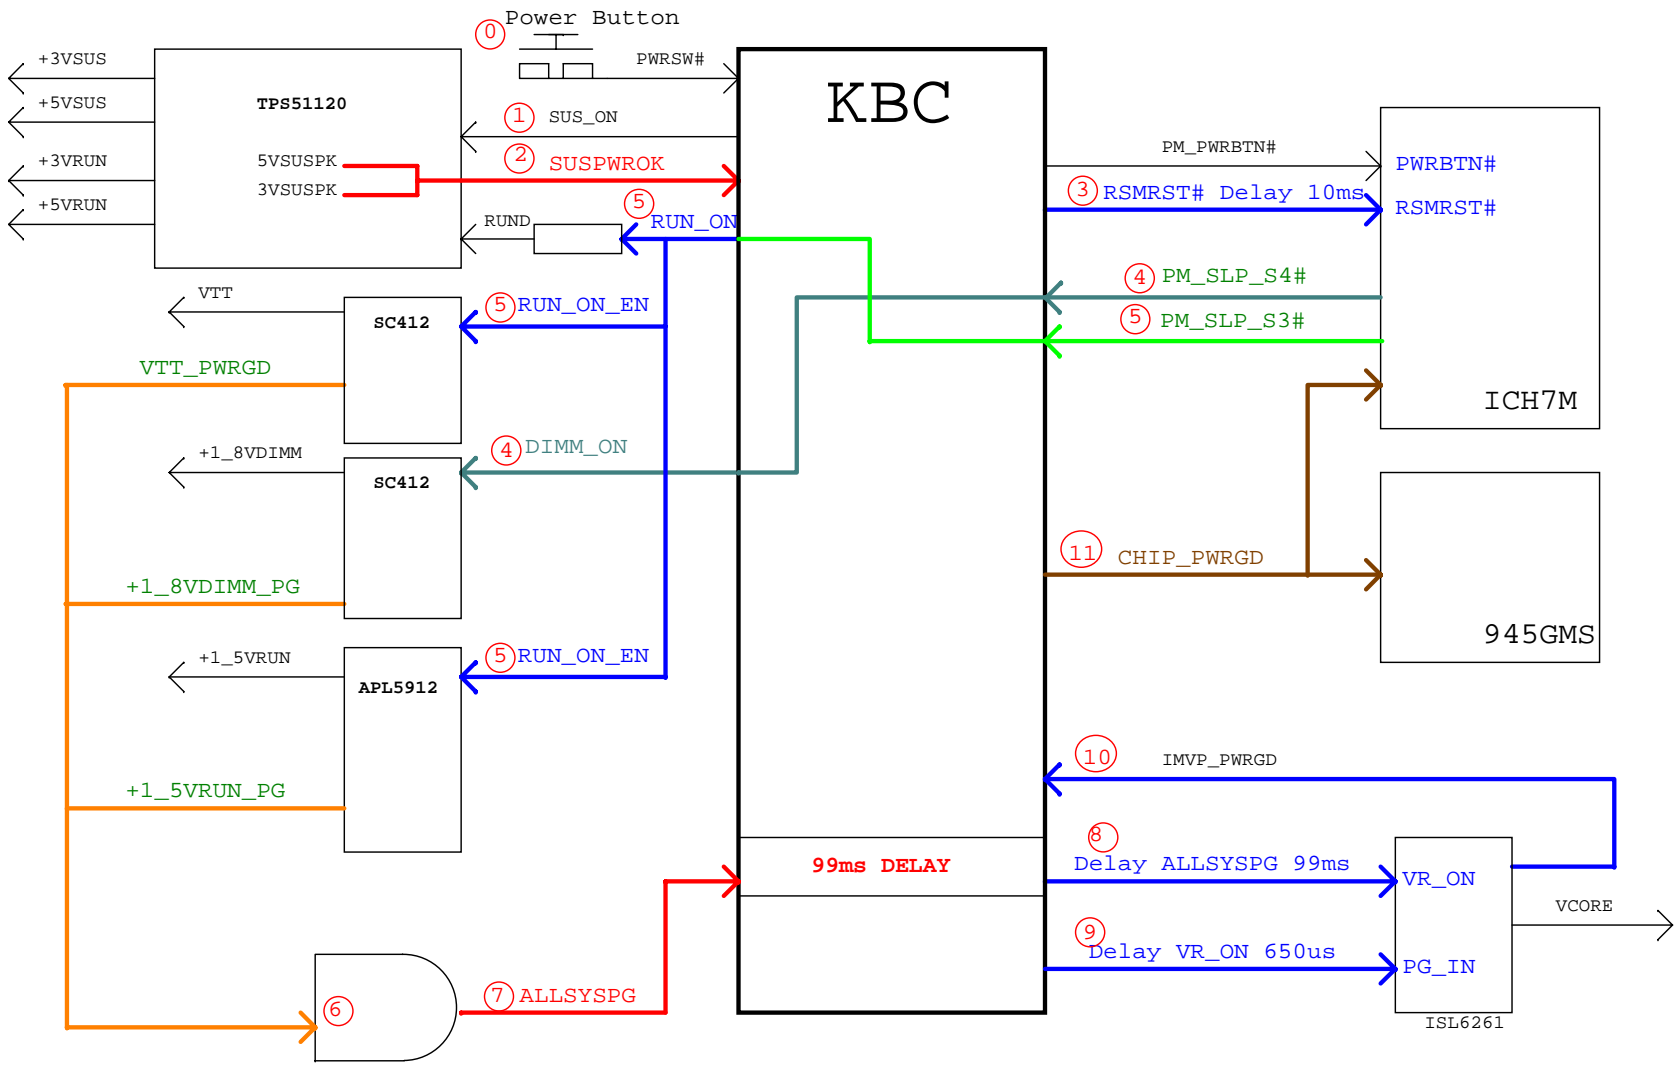 Power Button
0
+3VSUS
PWRSW#
KBC
+5VSUS
TPS51120
1 SUS_ON
PM_PWRBTN#
+3VRUN
5VSUSPK
2 SUSPWROK
PWRBTN#
3VSUSPK
3 RSMRST# Delay 10ms
RSMRST#
+5VRUN
RUND
5
RUN_ON
4 PM_SLP_S4#
VTT
5 RUN_ON_EN
SC412
5 PM_SLP_S3#
VTT_PWRGD
ICH7M
+1_8VDIMM
4 DIMM_ON
SC412
11 CHIP_PWRGD
+1_8VDIMM_PG
945GMS
+1_5VRUN
5 RUN_ON_EN
APL5912
10 IMVP_PWRGD
+1_5VRUN_PG
8
99ms DELAY
Delay ALLSYSPG 99ms
VR_ON
VCORE
9
Delay VR_ON 650us
PG_IN
6
7 ALLSYSPG
ISL6261